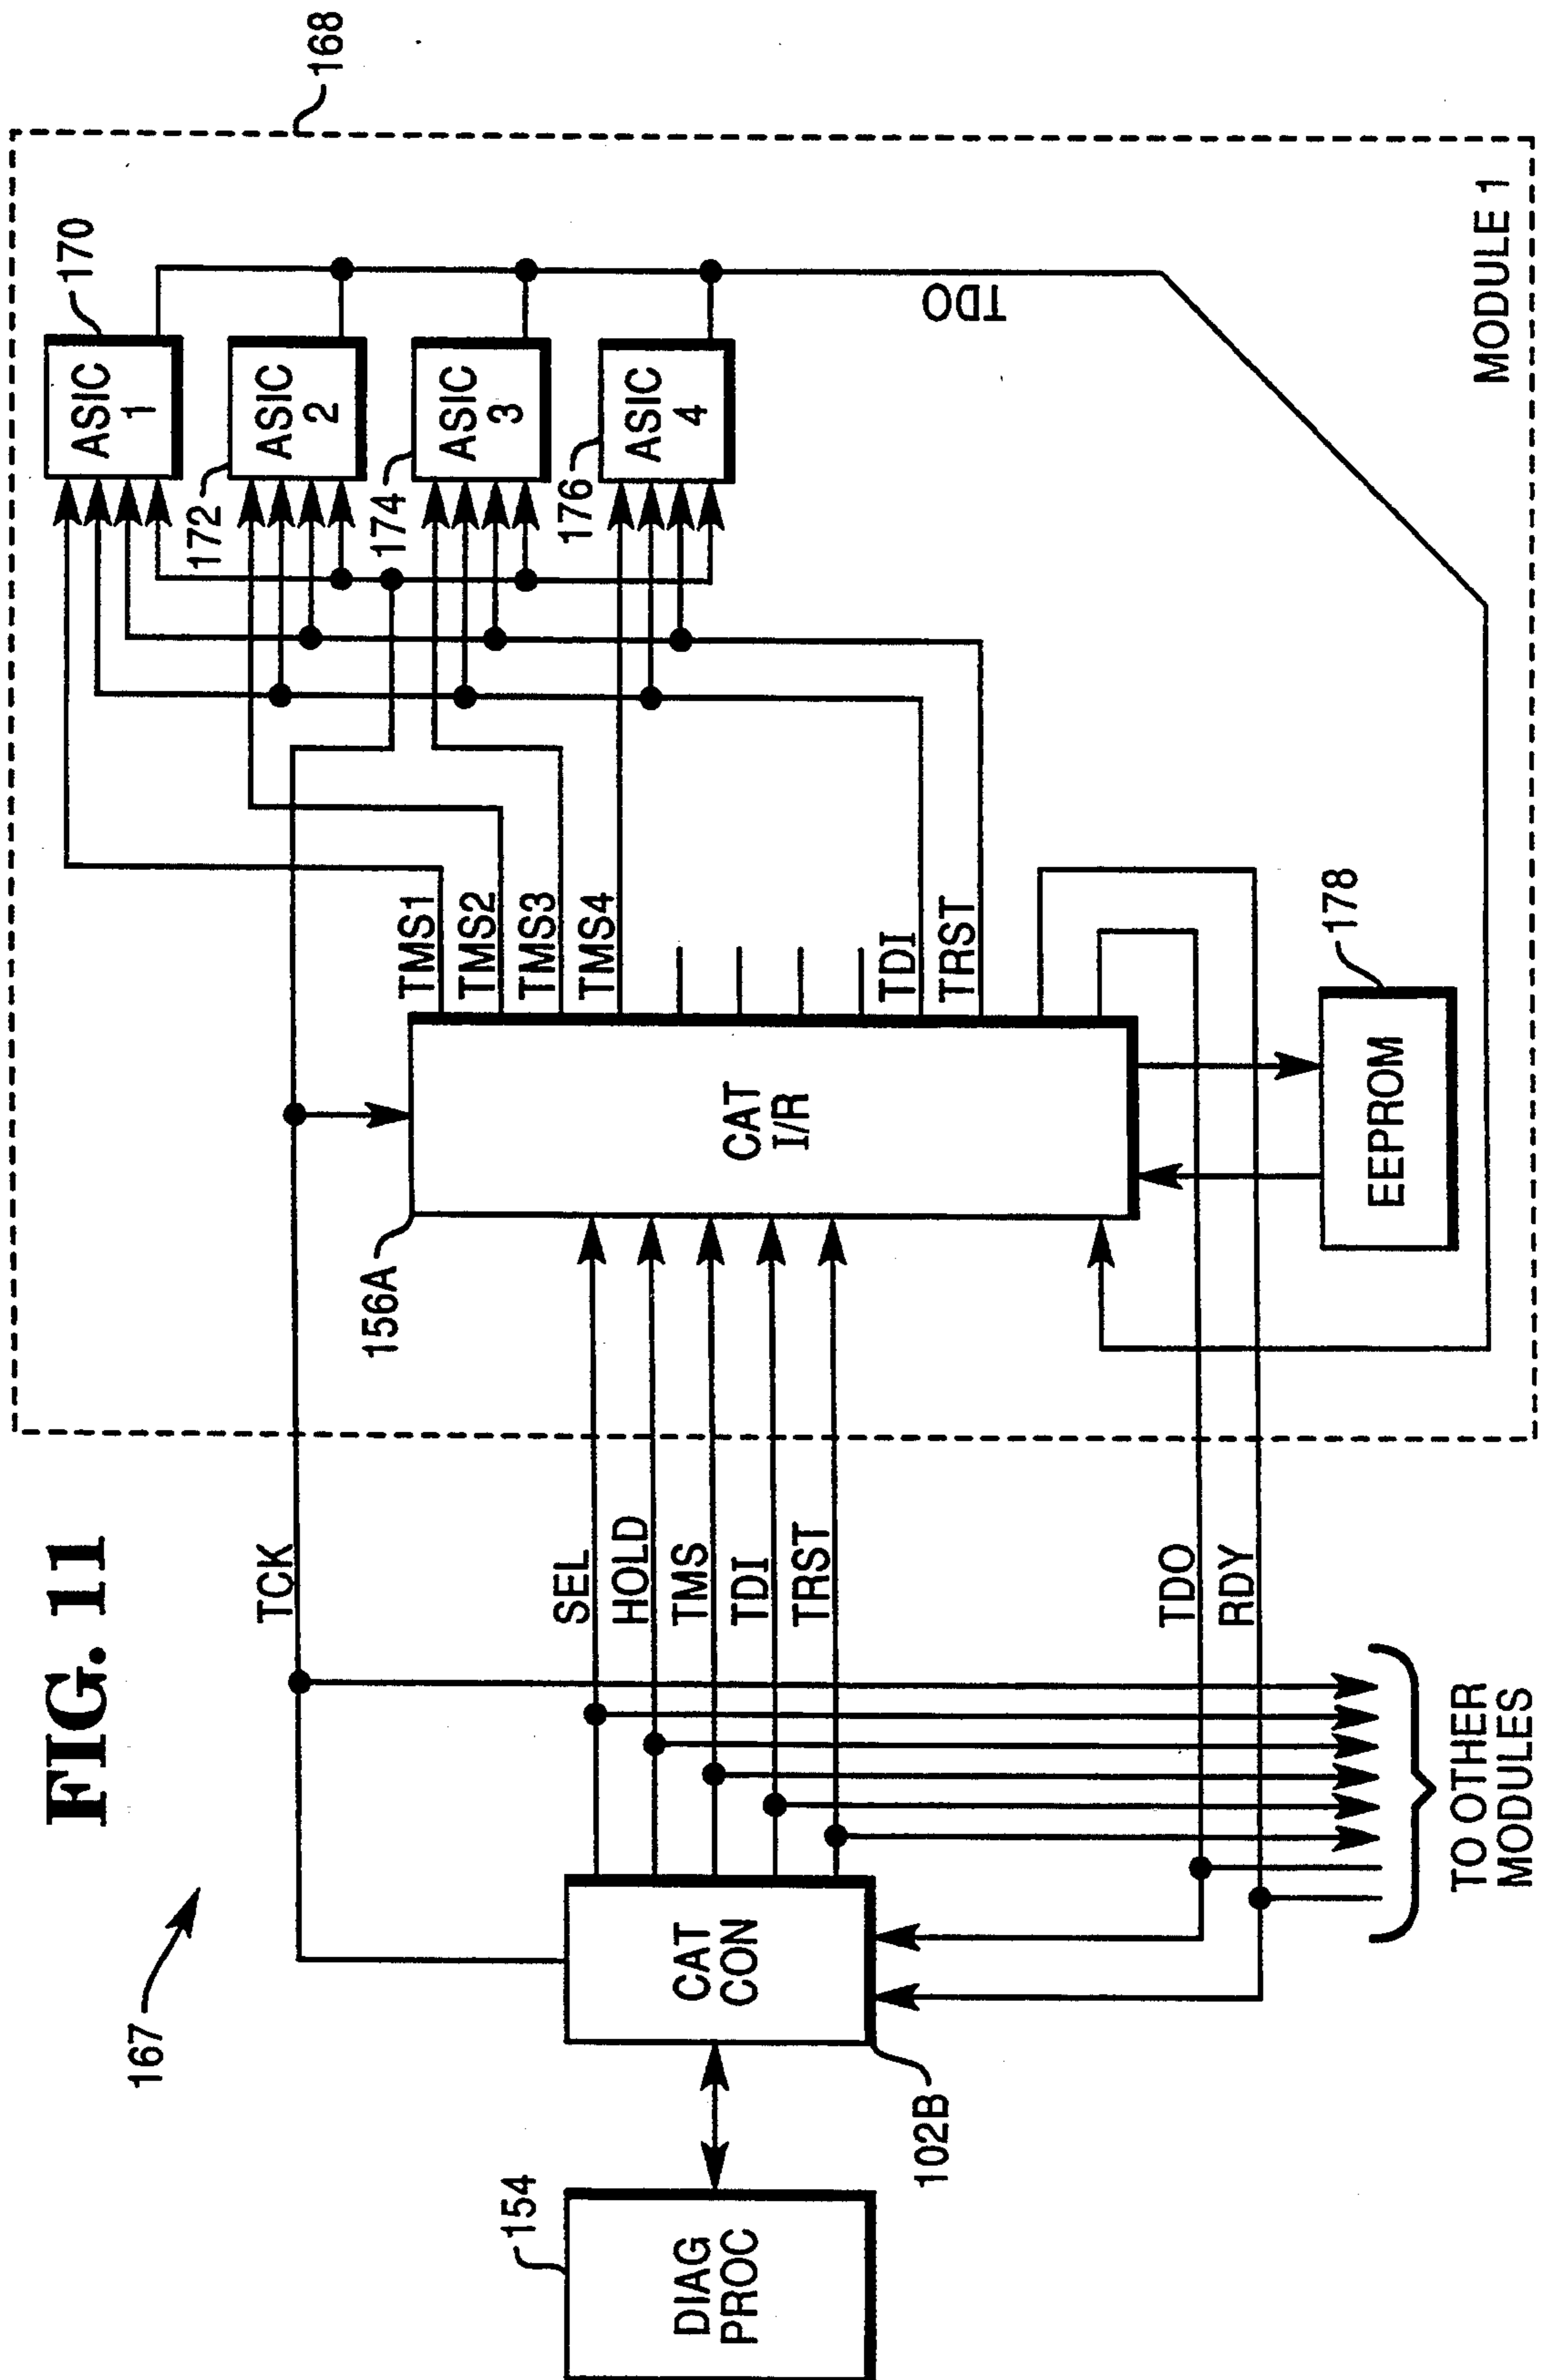 FIG. 11
167
168
TCK
170
ASIC
1
172
ASIC
2
174
ASIC
3
176
ASIC
4
154
DIAG
PROC
CAT
CON
102B
SEL
HOLD
TMS
TDI
TRST
TDO
RDY
TO OTHER
MODULES
156A
CAT
I/R
TMS1
TMS2
TMS3
TMS4
TDI
TRST
TDO
178
EEPROM
MODULE 1